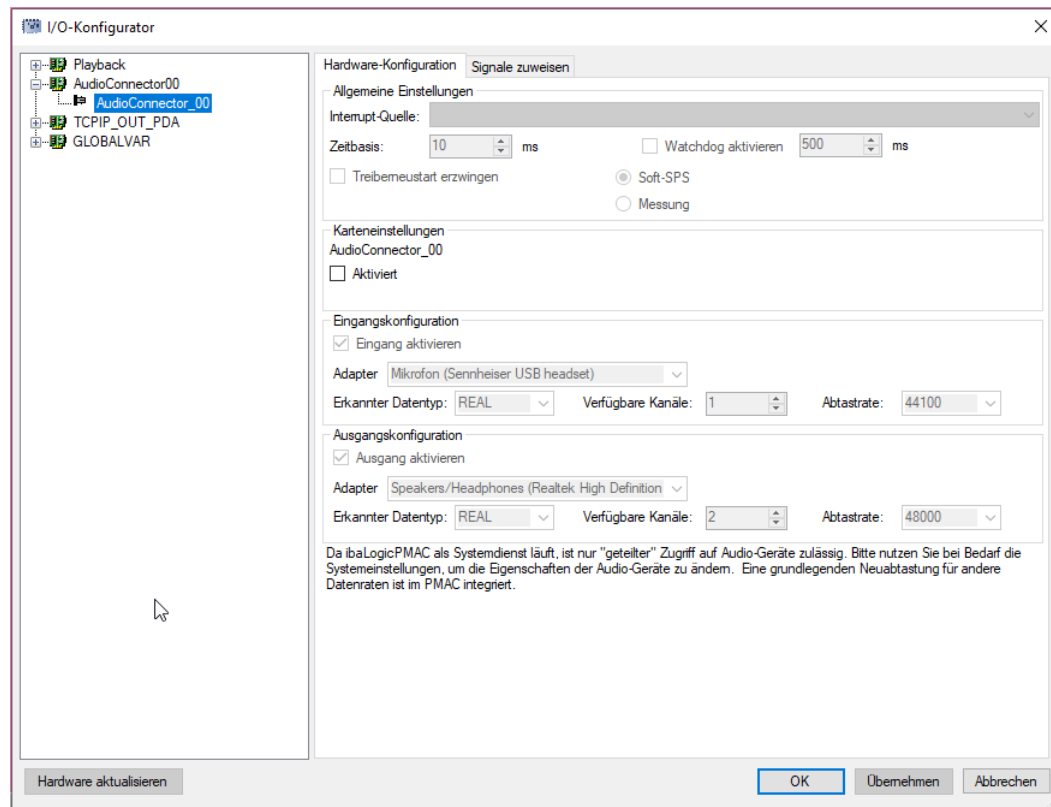 I/O-Konfigurator
Playback
AudioConnector00
AudioConnector_00
TCPIP_OUT_PDA
GLOBALVAR
Hardware-Konfiguration Signale zuweisen
Allgemeine Einstellungen
Interrupt-Quelle:
Zeitbasis: 10 ms Watchdog aktivieren 500 ms
Treiberneustart erzwingen Soft-SPS
Messung
Karteneinstellungen
AudioConnector_00
Aktiviert
Eingangskonfiguration
Eingang aktivieren
Adapter Mikrofon (Sennheiser USB headset)
Erkannter Datentyp: REAL Verfügbare Kanäle: 1 Abtastrate: 44100
Ausgangskonfiguration
Ausgang aktivieren
Adapter Speakers/Headphones (Realtek High Definition
Erkannter Datentyp: REAL Verfügbare Kanäle: 2 Abtastrate: 48000
Da ibaLogicPMAC als Systemdienst läuft, ist nur "geteilter" Zugriff auf Audio-Geräte zulässig. Bitte nutzen Sie bei Bedarf die
Systemeinstellungen, um die Eigenschaften der Audio-Geräte zu ändern. Eine grundlegenden Neuabtastung für andere
Datenraten ist im PMAC integriert.
Hardware aktualisieren OK Übernehmen Abbrechen